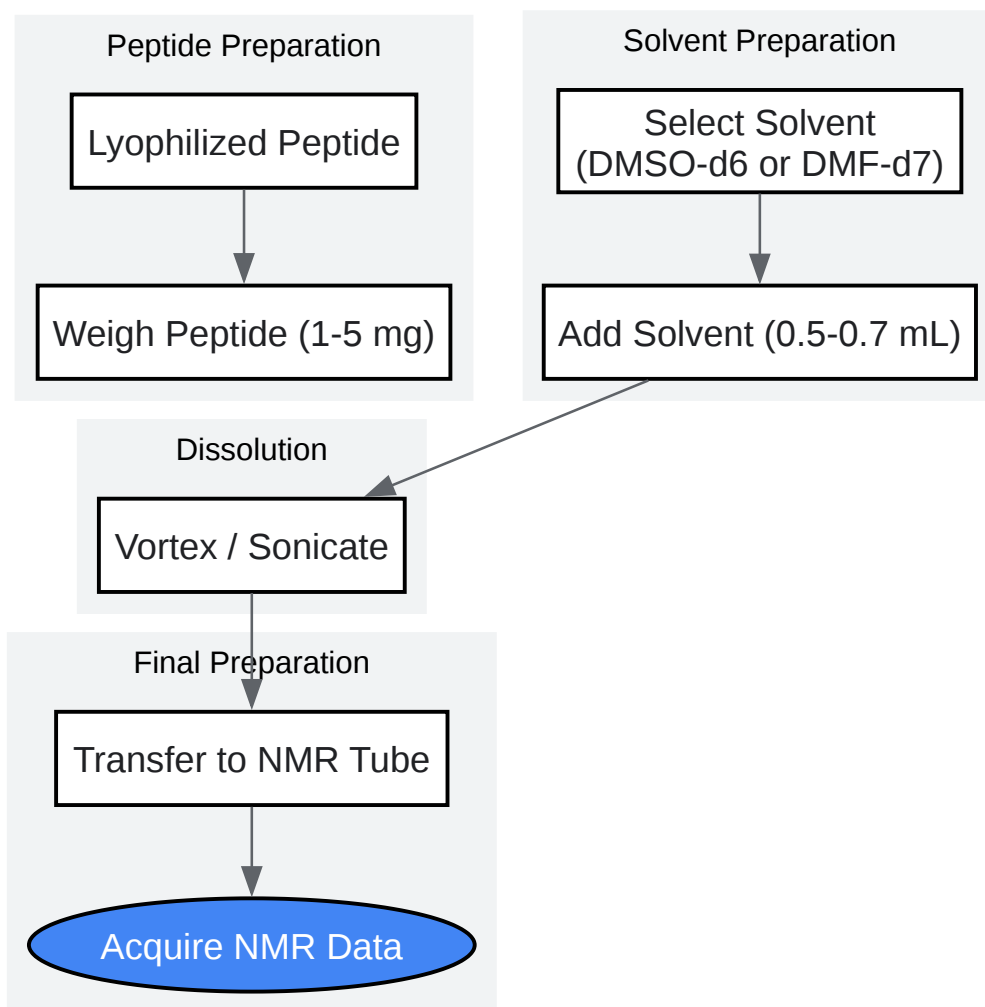 Peptide Preparation
Lyophilized Peptide
Weigh Peptide (1-5 mg)
Solvent Preparation
Select Solvent
(DMSO-d6 or DMF-d7)
Add Solvent (0.5-0.7 mL)
Dissolution
Vortex / Sonicate
Final Preparation
Transfer to NMR Tube
Acquire NMR Data